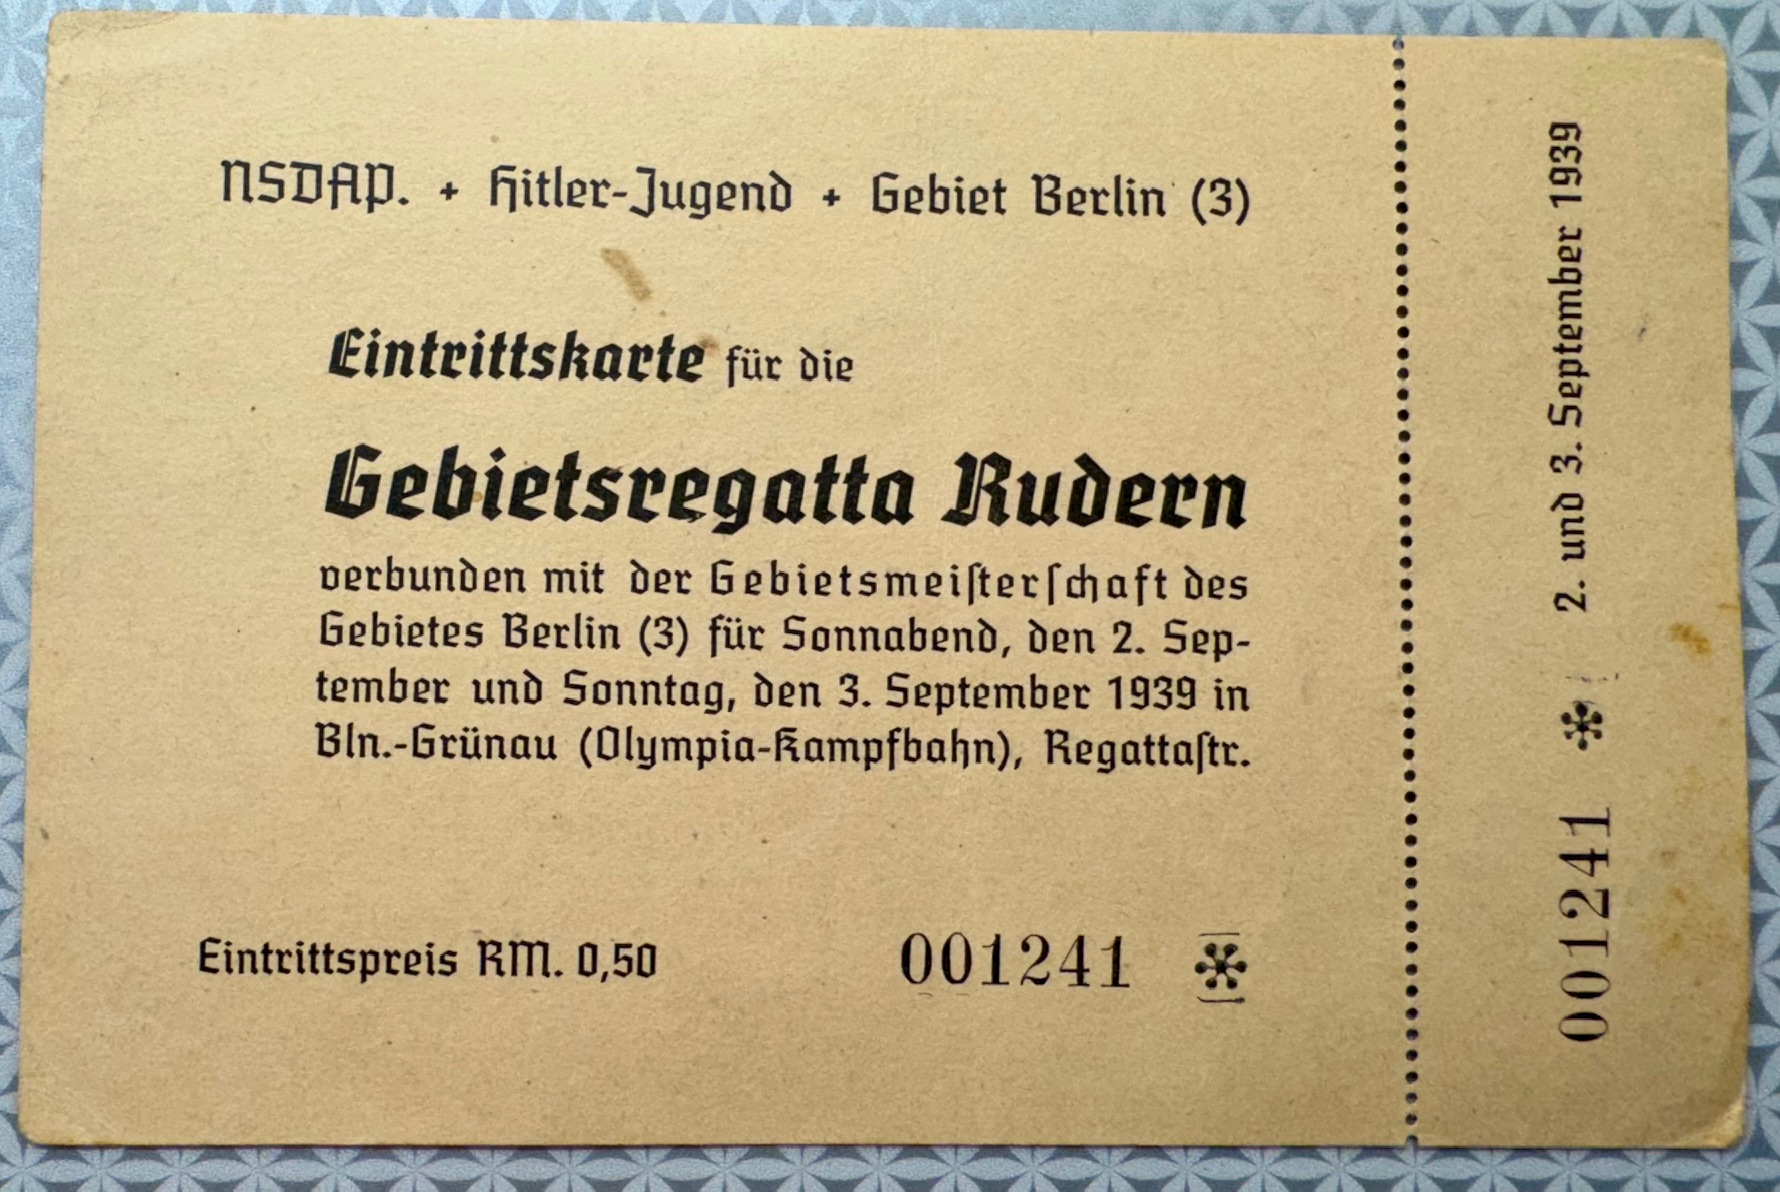 NSDAP. + Hitler-Jugend + Gebiet Berlin (3)
Eintrittskarte für die
Gebietsregatta Rudern
verbunden mit der Gebietsmeiſterſchaft des
Gebietes Berlin (3) für Sonnabend, den 2. Sep-
tember und Sonntag, den 3. September 1939 in
Bln.-Grünau (Olympia-Kampfbahn), Regattaſtr.
Eintrittspreis RM. 0,50
001241 *
001241 * 2. und 3. September 1939